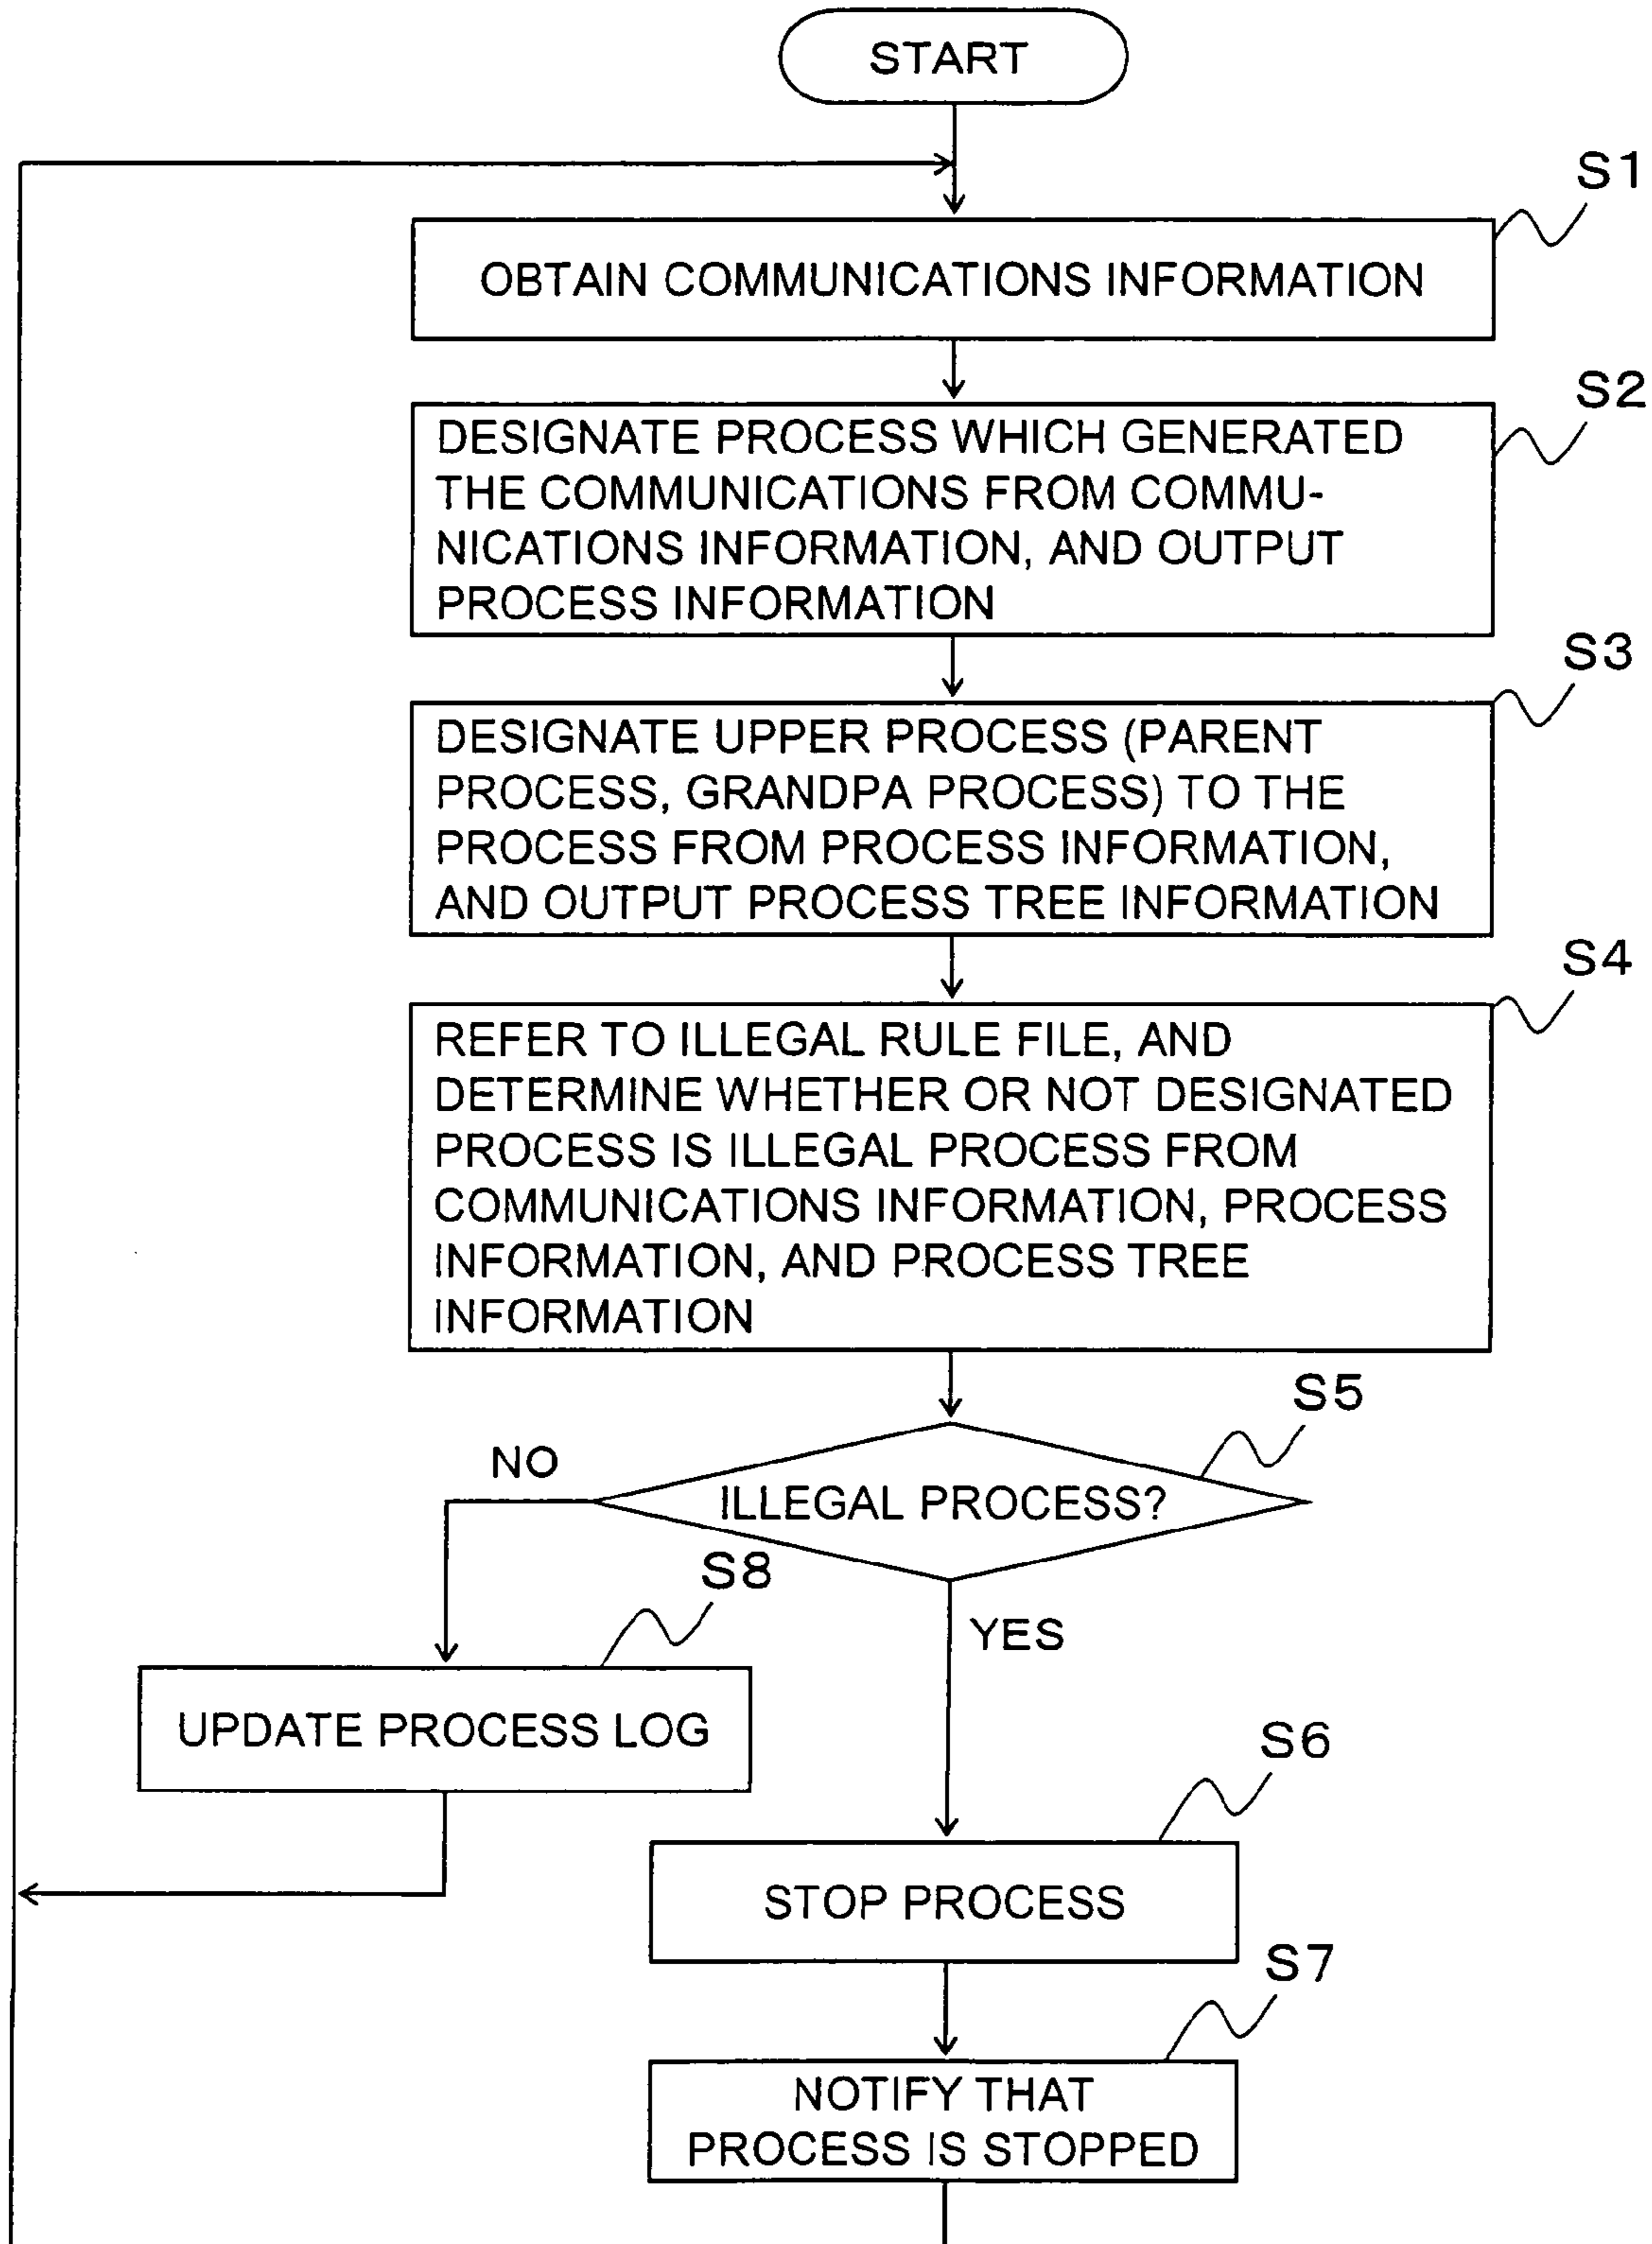 START
S1
OBTAIN COMMUNICATIONS INFORMATION
S2
DESIGNATE PROCESS WHICH GENERATED
THE COMMUNICATIONS FROM COMMU-
NICATIONS INFORMATION, AND OUTPUT
PROCESS INFORMATION
S3
DESIGNATE UPPER PROCESS (PARENT
PROCESS, GRANDPA PROCESS) TO THE
PROCESS FROM PROCESS INFORMATION,
AND OUTPUT PROCESS TREE INFORMATION
S4
REFER TO ILLEGAL RULE FILE, AND
DETERMINE WHETHER OR NOT DESIGNATED
PROCESS IS ILLEGAL PROCESS FROM
COMMUNICATIONS INFORMATION, PROCESS
INFORMATION, AND PROCESS TREE
INFORMATION
S5
NO
ILLEGAL PROCESS?
S8
YES
UPDATE PROCESS LOG
S6
STOP PROCESS
S7
NOTIFY THAT
PROCESS IS STOPPED